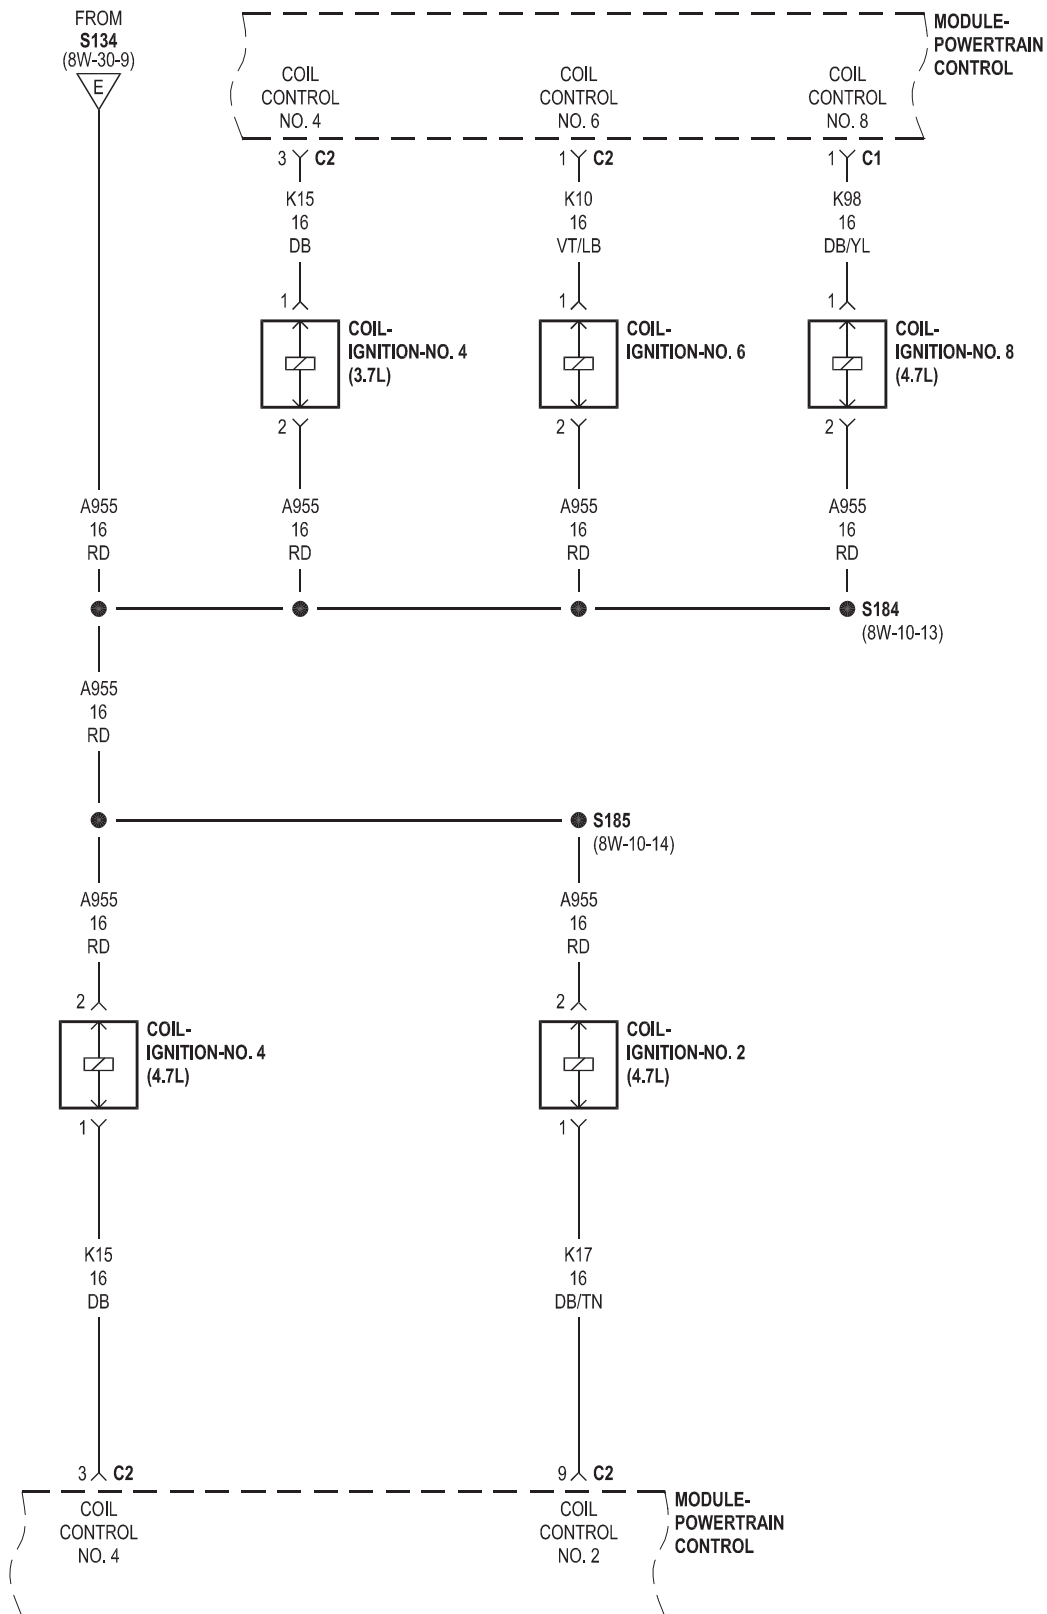 FROM
S134
(8W-30-9)
E
MODULE-
POWERTRAIN
CONTROL
COIL
CONTROL
NO. 4
COIL
CONTROL
NO. 6
COIL
CONTROL
NO. 8
3 C2
1 C2
1 C1
K15
16
DB
K10
16
VT/LB
K98
16
DB/YL
1
1
1
COIL-
IGNITION-NO. 4
(3.7L)
COIL-
IGNITION-NO. 6
COIL-
IGNITION-NO. 8
(4.7L)
2
2
2
A955
16
RD
A955
16
RD
A955
16
RD
A955
16
RD
S184
(8W-10-13)
A955
16
RD
S185
(8W-10-14)
A955
16
RD
A955
16
RD
2
2
COIL-
IGNITION-NO. 4
(4.7L)
COIL-
IGNITION-NO. 2
(4.7L)
1
1
K15
16
DB
K17
16
DB/TN
3 C2
9 C2
COIL
CONTROL
NO. 4
COIL
CONTROL
NO. 2
MODULE-
POWERTRAIN
CONTROL